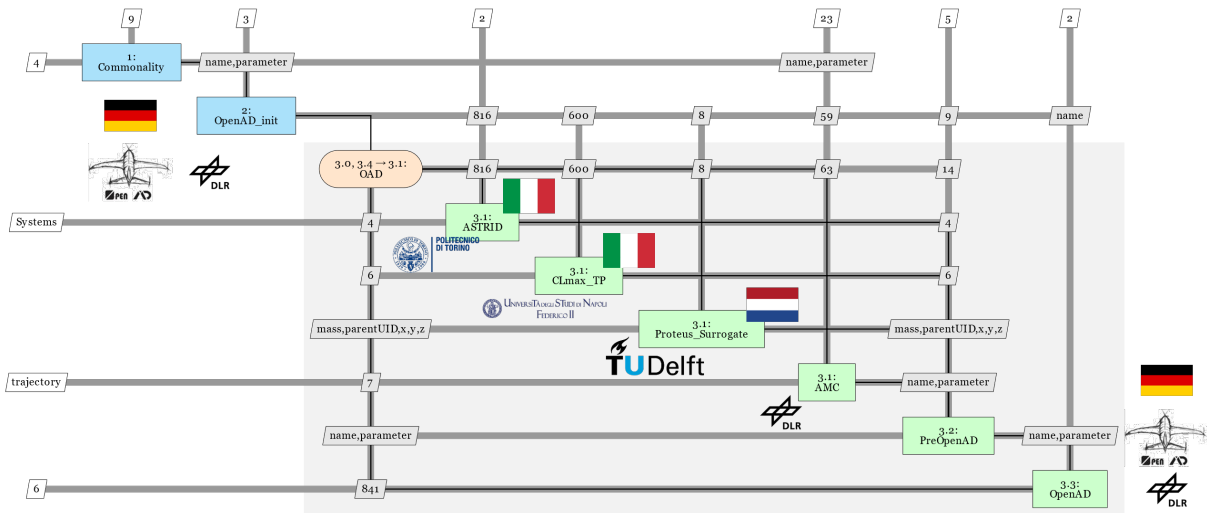 9
3
2
23
5
2
4
1:
Commonality
name,parameter
name,parameter
2:
OpenAD_init
816
600
8
59
9
name
3.0, 3.4 → 3.1:
OAD
816
600
8
63
14
DLR
PEN AD
Systems
4
3.1:
ASTRID
4
POLITECNICO
DI TORINO
6
3.1:
CLmax_TP
6
UNIVERSITÀ DEGLI STUDI DI NAPOLI
FEDERICO II
mass,parentUID,x,y,z
3.1:
Proteus_Surrogate
mass,parentUID,x,y,z
TUDelft
trajectory
7
3.1:
AMC
name,parameter
DLR
name,parameter
3.2:
PreOpenAD
name,parameter
PEN AD
6
841
3.3:
OpenAD
DLR